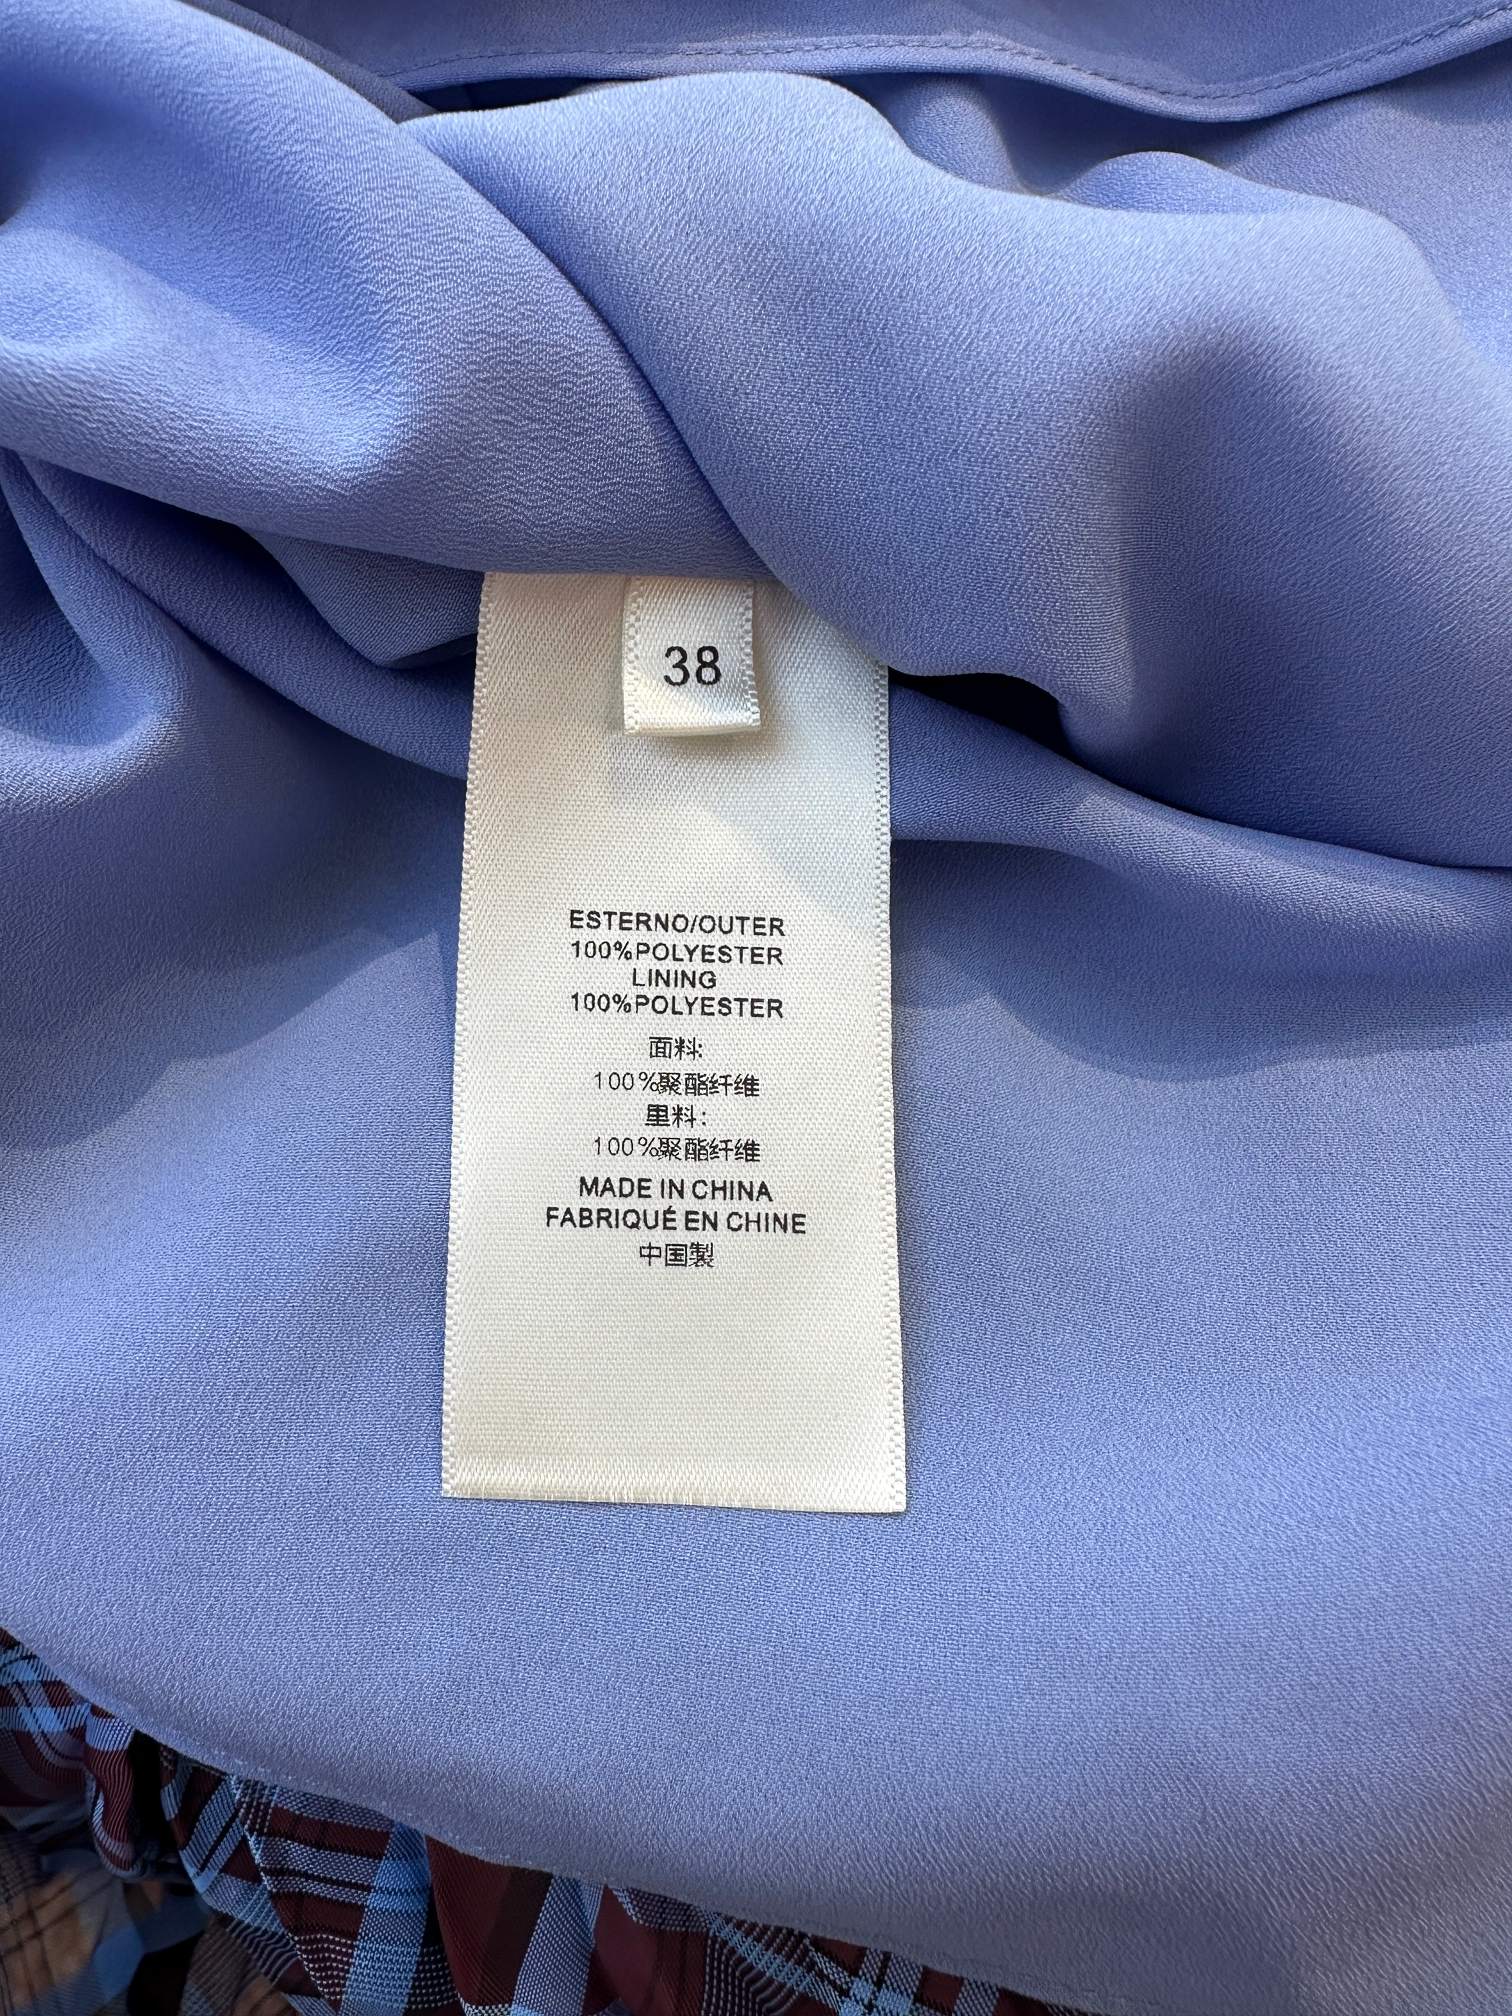 38
ESTERNO/OUTER
100%POLYESTER
LINING
100%POLYESTER
面料:
100%聚酯纤维
里料:
100%聚酯纤维
MADE IN CHINA
FABRIQUÉ EN CHINE
中国製